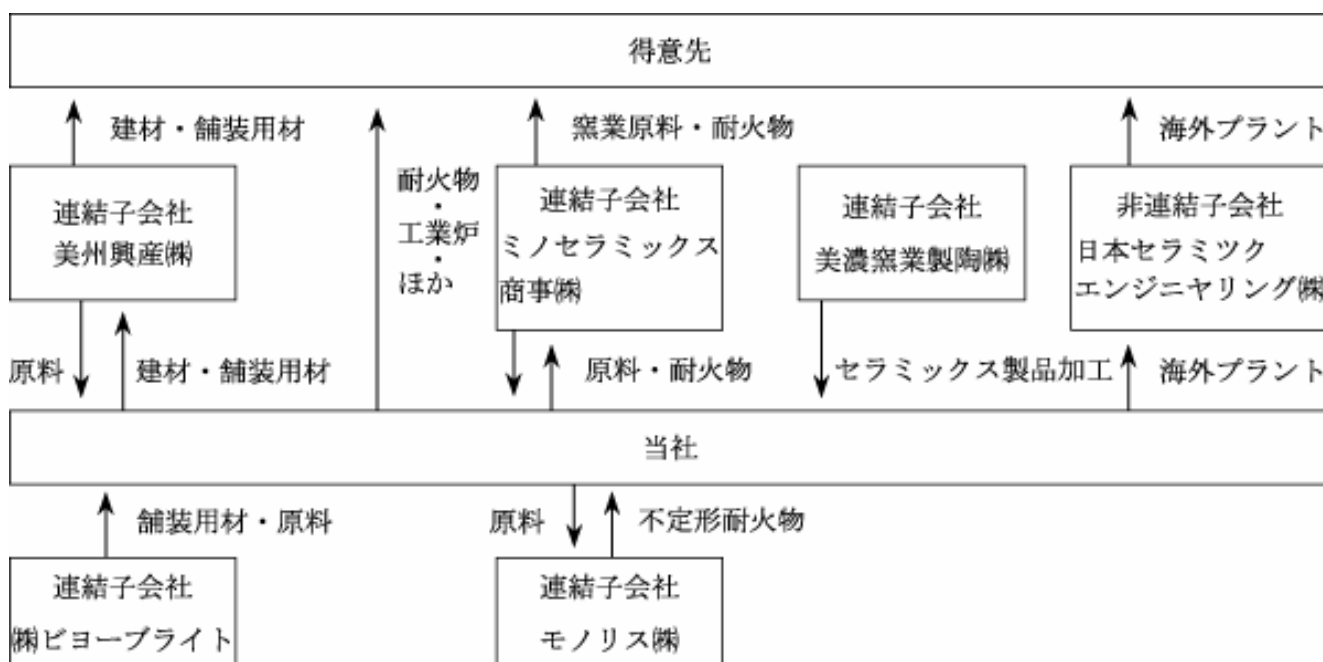 得意先
建材・舗装用材
窯業原料・耐火物
海外プラント
耐火物
・
工業炉
・
ほか
連結子会社
美州興産㈱
連結子会社
ミノセラミックス
商事㈱
連結子会社
美濃窯業製陶㈱
非連結子会社
日本セラミツク
エンジニヤリング㈱
原料
建材・舗装用材
原料・耐火物
セラミックス製品加工
海外プラント
当社
舗装用材・原料
原料
不定形耐火物
連結子会社
㈱ビヨーブライト
連結子会社
モノリス㈱